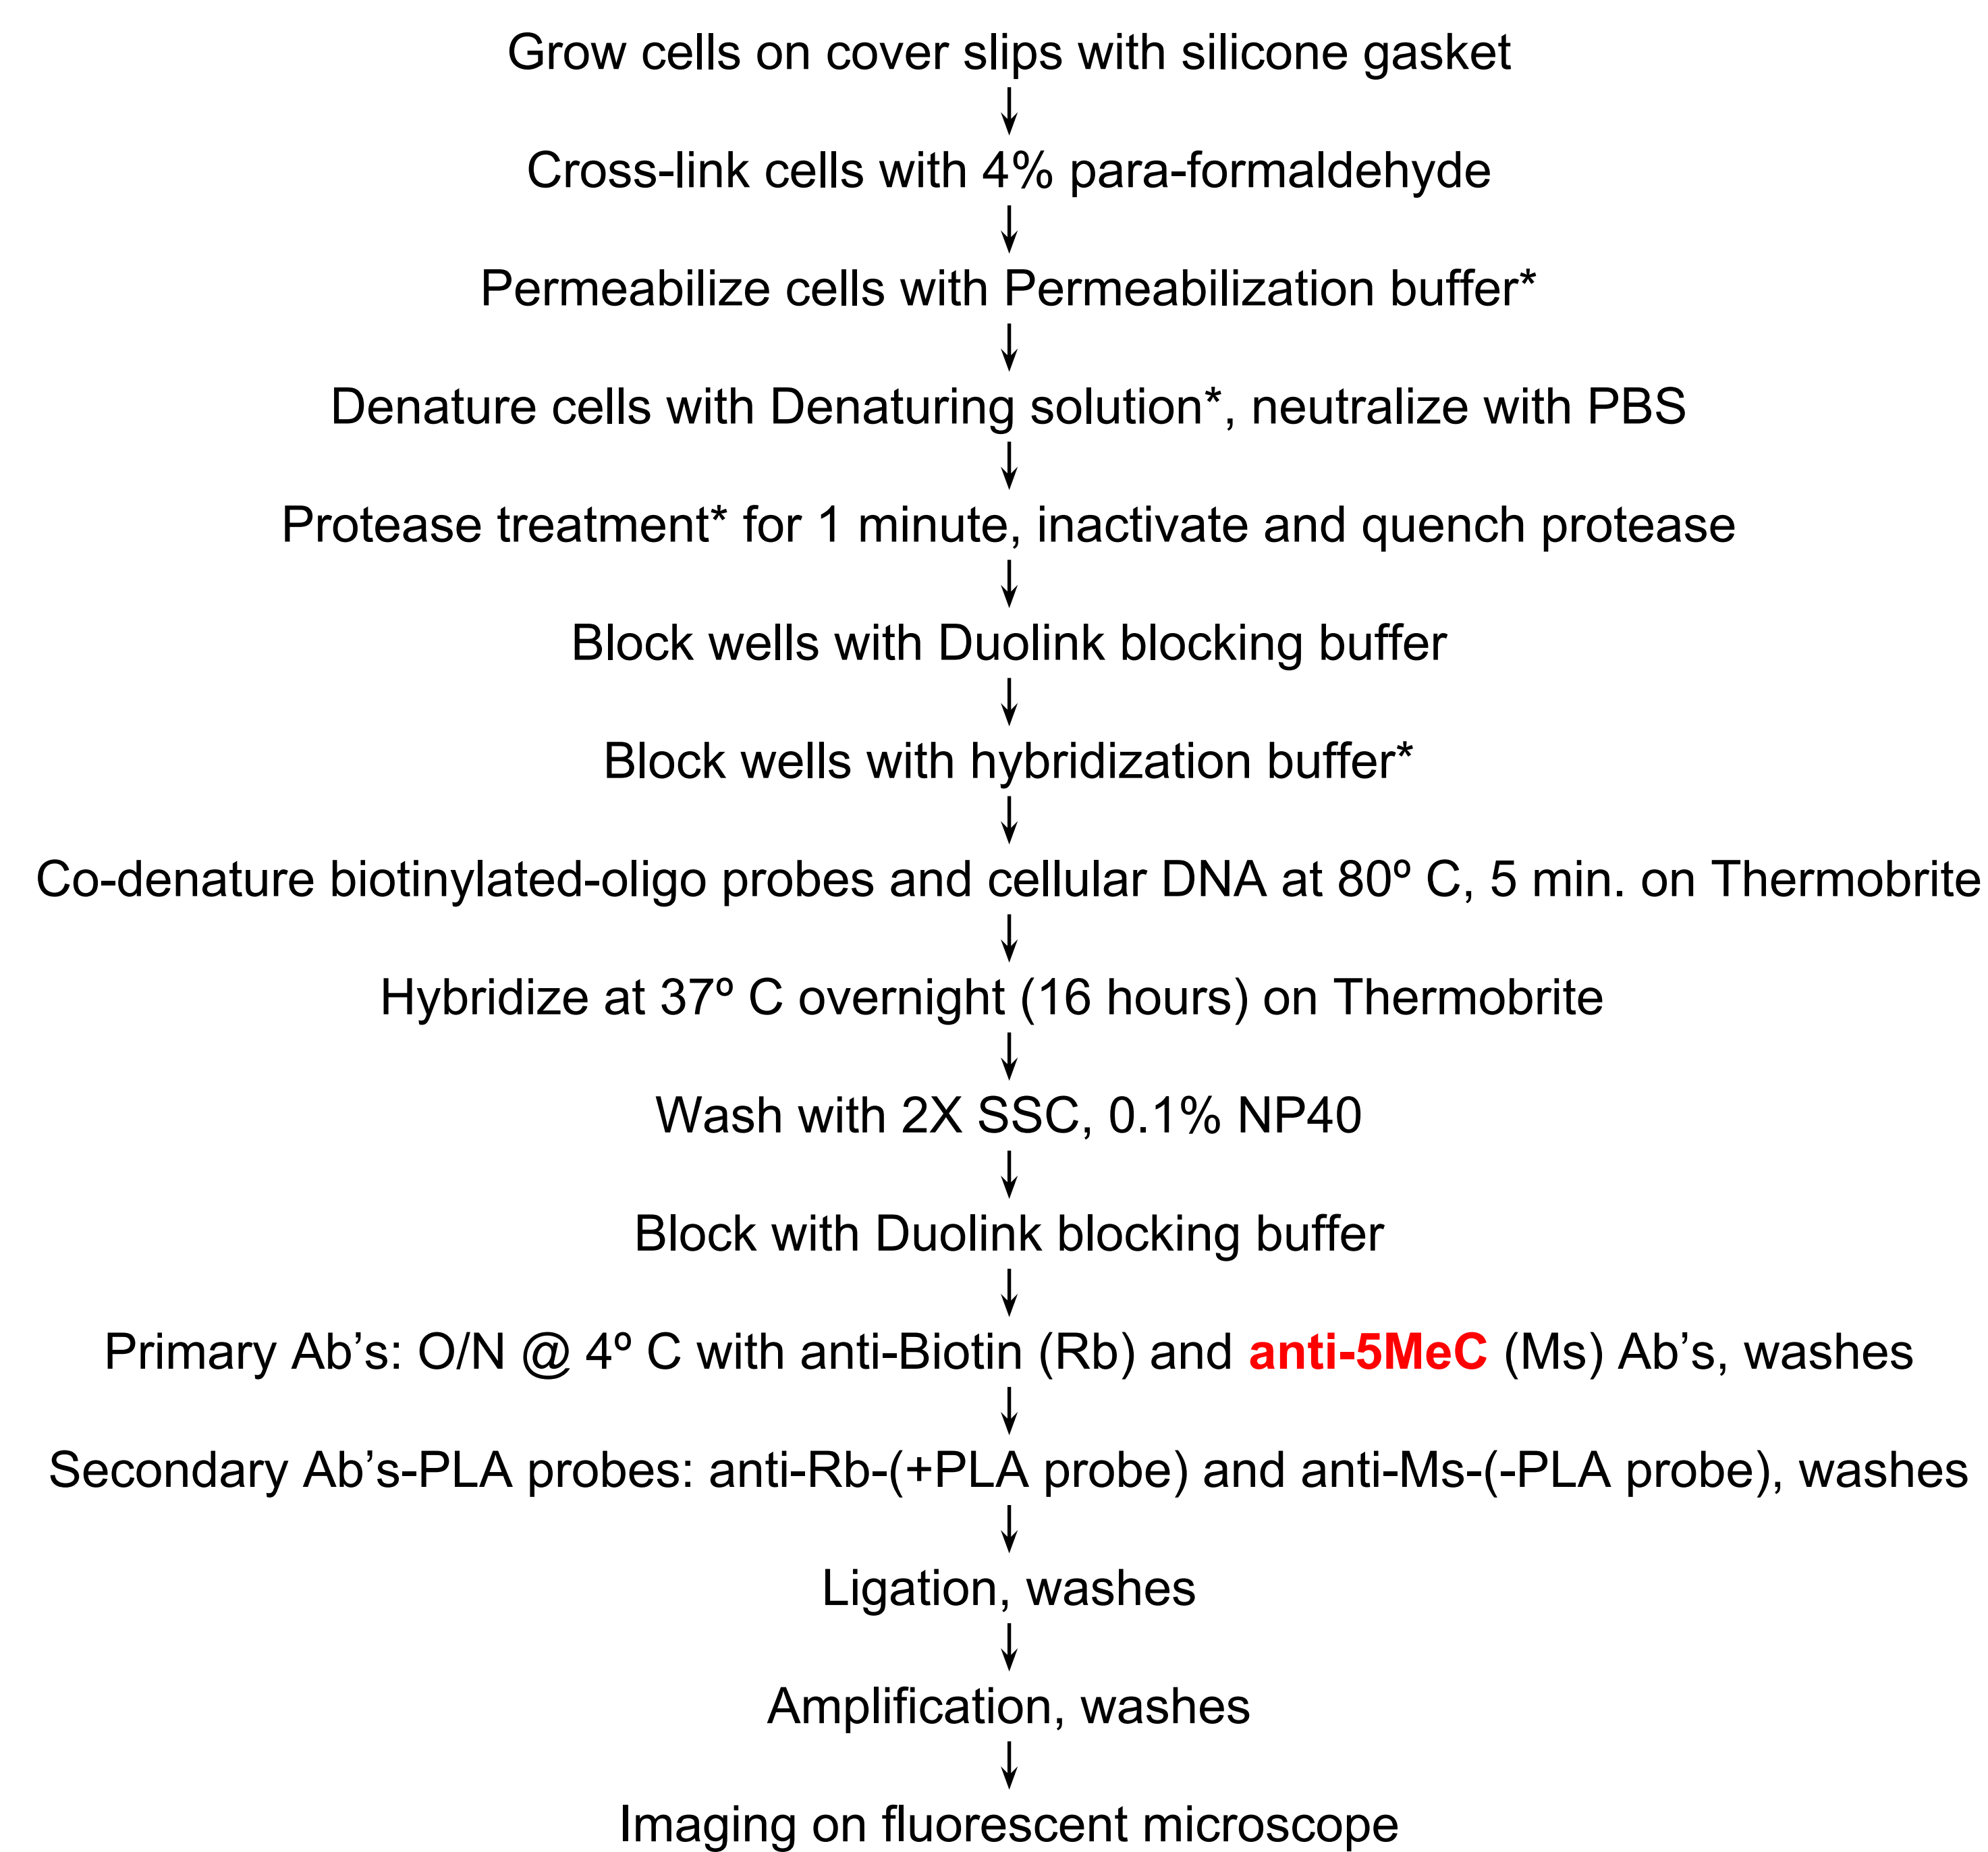 Grow cells on cover slips with silicone gasket
Cross-link cells with 4% para-formaldehyde
Permeabilize cells with Permeabilization buffer*
Denature cells with Denaturing solution*, neutralize with PBS
Protease treatment* for 1 minute, inactivate and quench protease
Block wells with Duolink blocking buffer
Block wells with hybridization buffer*
Co-denature biotinylated-oligo probes and cellular DNA at 80º C, 5 min. on Thermobrite
Hybridize at 37º C overnight (16 hours) on Thermobrite
Wash with 2X SSC, 0.1% NP40
Block with Duolink blocking buffer
Primary Ab’s: O/N @ 4º C with anti-Biotin (Rb) and anti-5MeC (Ms) Ab’s, washes
Secondary Ab’s-PLA probes: anti-Rb-(+PLA probe) and anti-Ms-(-PLA probe), washes
Ligation, washes
Amplification, washes
Imaging on fluorescent microscope